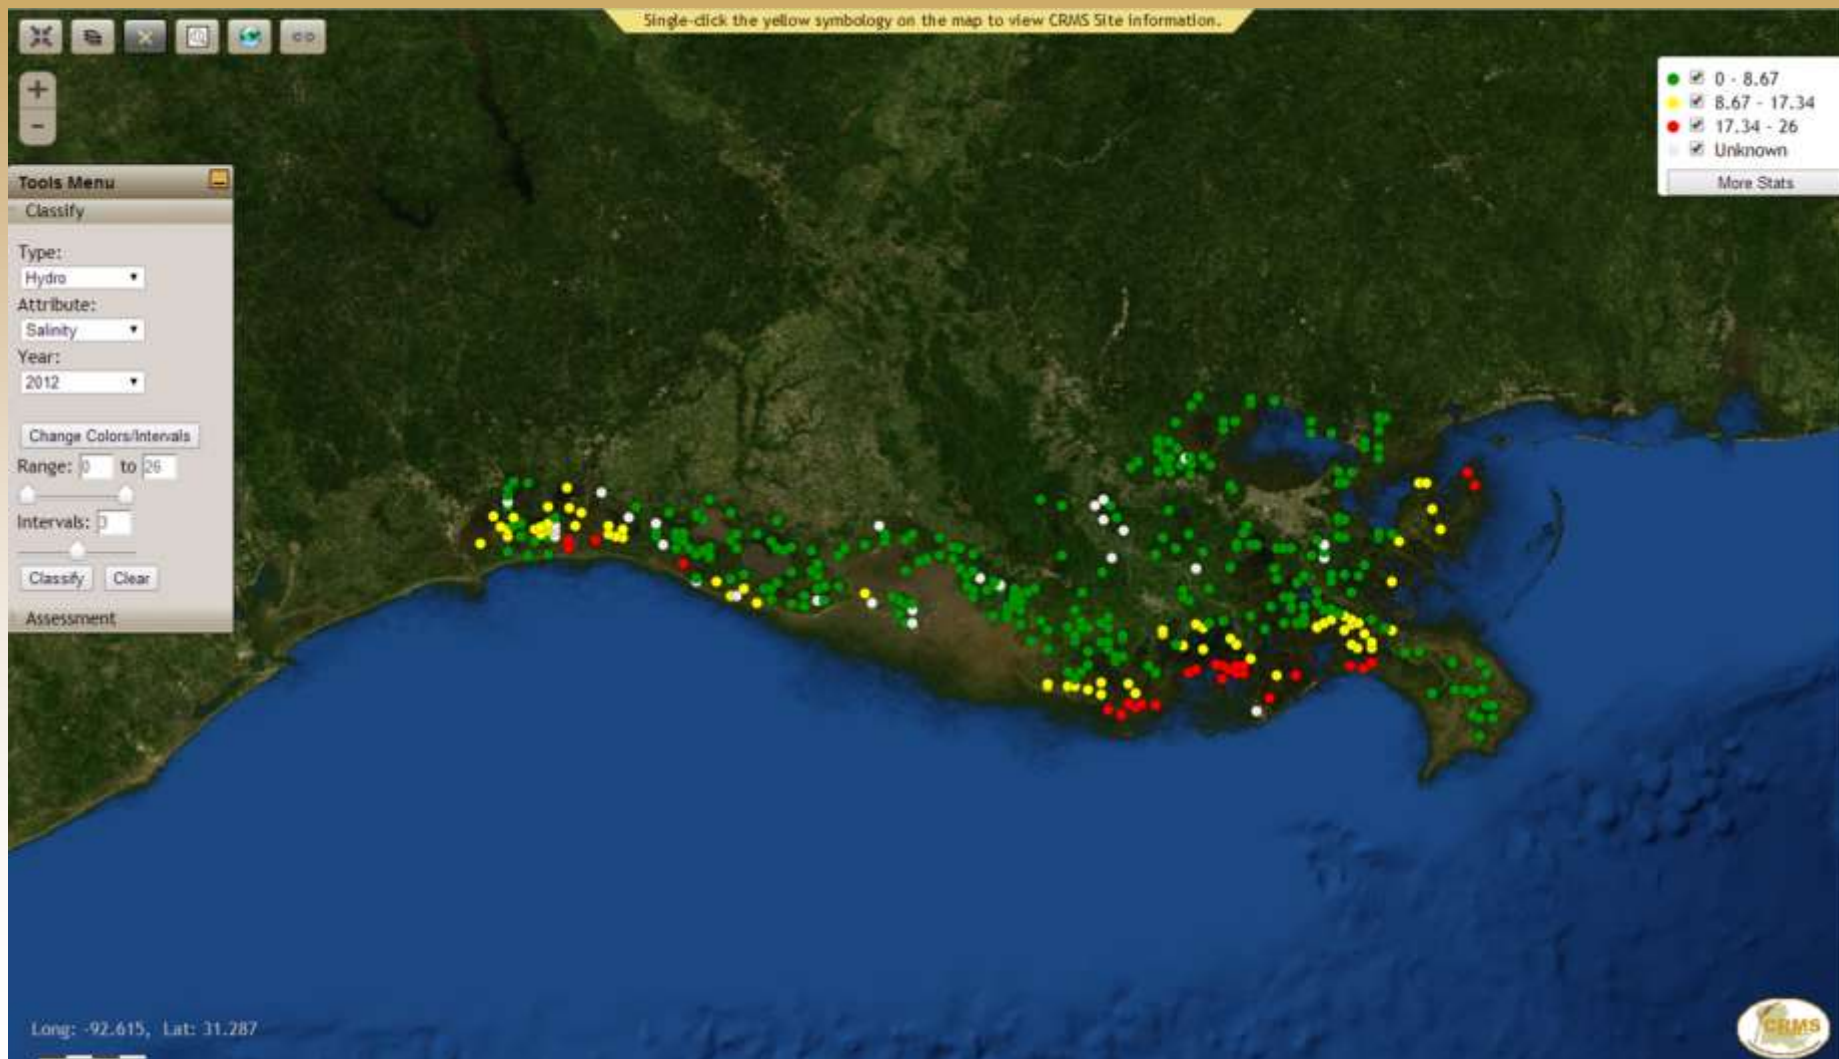 Single-click the yellow symbology on the map to view CRMS Site information.
0 - 8.67
8.67 - 17.34
17.34 - 26
Unknown
More Stats
+
-
Tools Menu
Classify
Type:
Hydro
Attribute:
Salinity
Year:
2012
Change Colors/Intervals
Range: 0 to 26
Intervals: 3
Classify Clear
Assessment
Long: -92.615, Lat: 31.287
CRMS